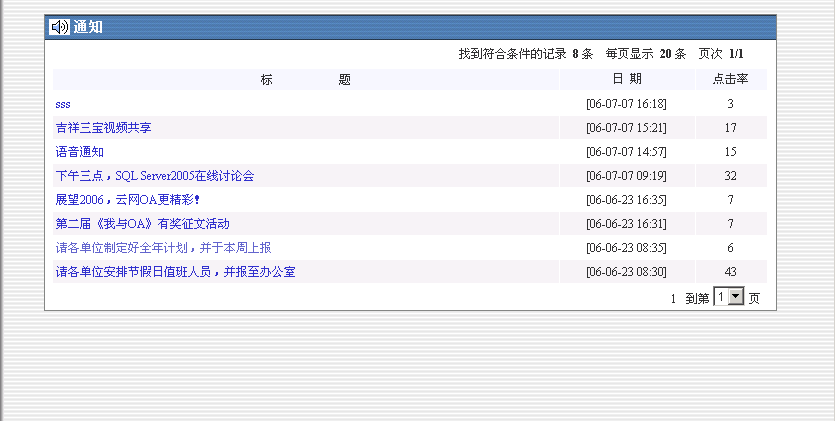 通知
找到符合条件的记录 8 条 每页显示 20 条 页次 1/1
标 题 日 期 点击率
sss [06-07-07 16:18] 3
吉祥三宝视频共享 [06-07-07 15:21] 17
语音通知 [06-07-07 14:57] 15
下午三点，SQL Server2005在线讨论会 [06-07-07 09:19] 32
展望2006，云网OA更精彩！ [06-06-23 16:35] 7
第二届《我与OA》有奖征文活动 [06-06-23 16:31] 7
请各单位制定好全年计划，并于本周上报 [06-06-23 08:35] 6
请各单位安排节假日值班人员，并报至办公室 [06-06-23 08:30] 43
1 到第 1 页